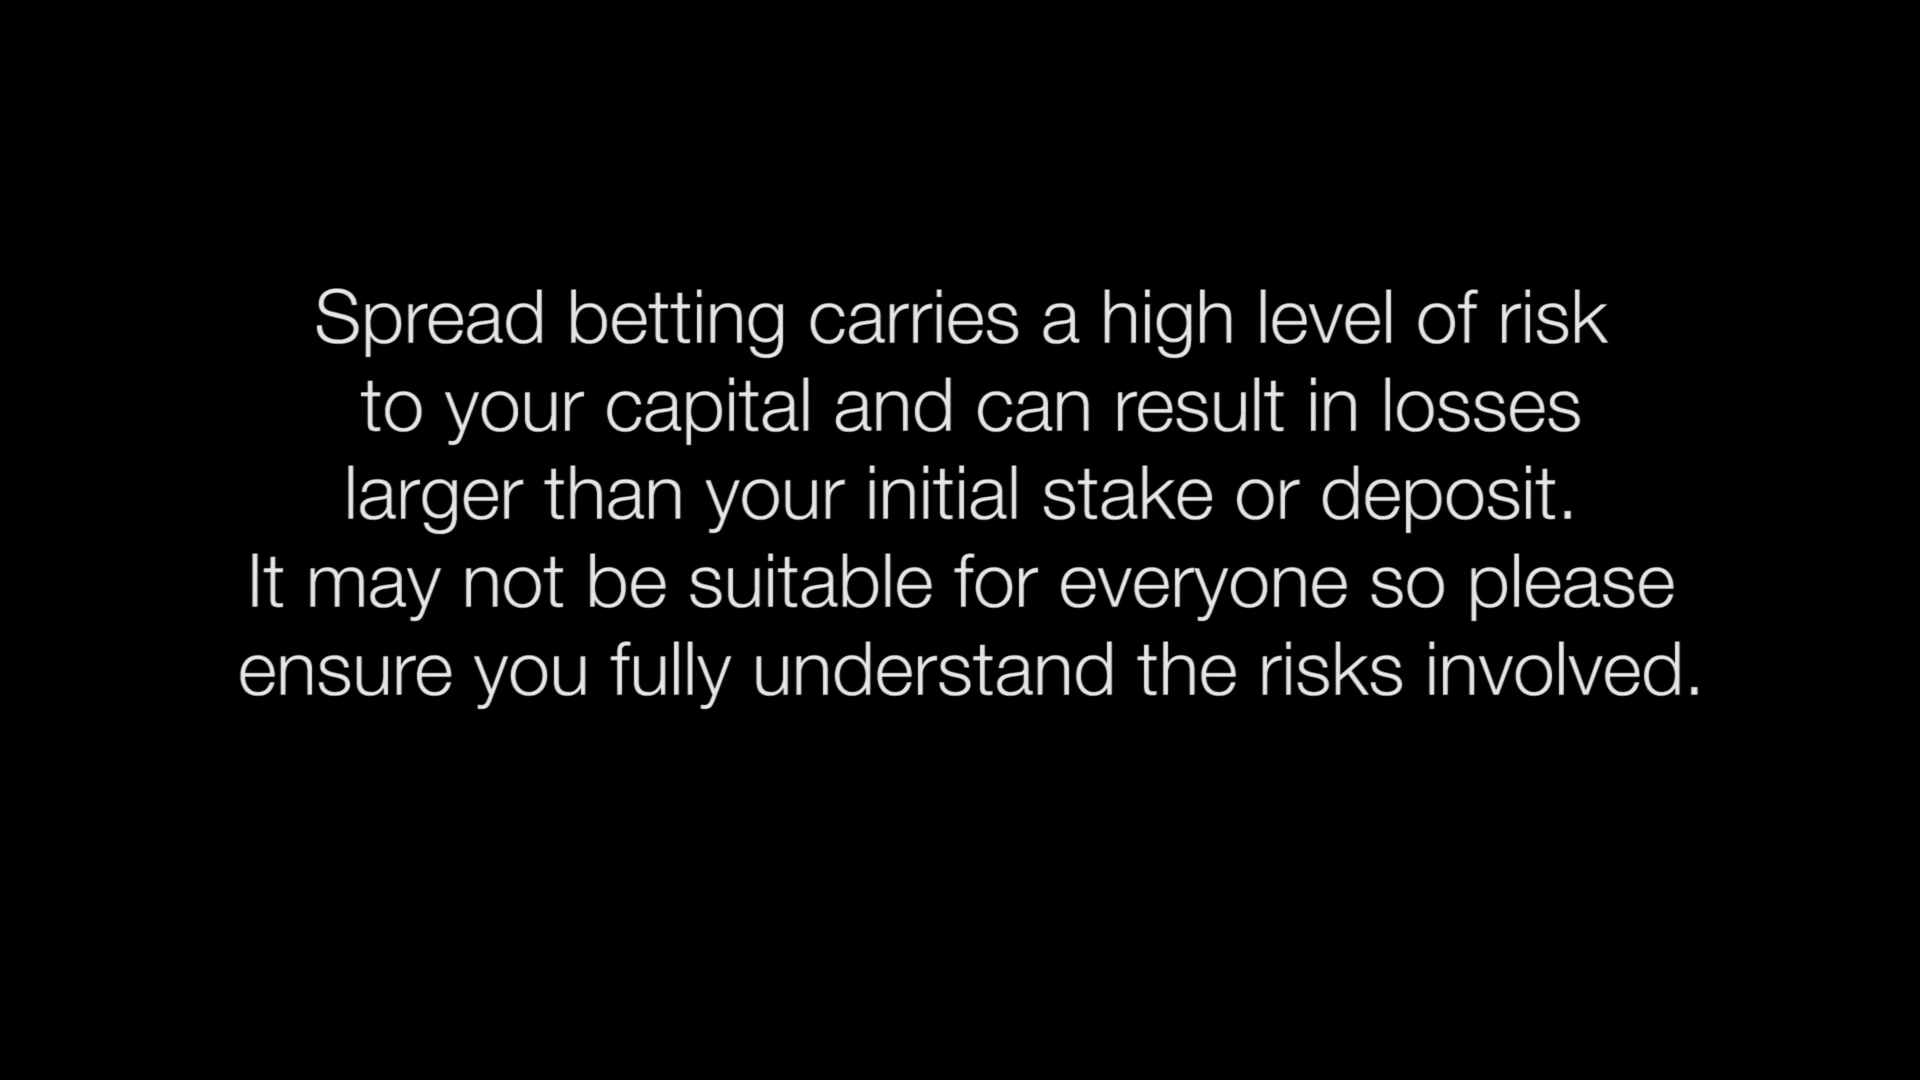 Spread betting carries a high level of risk
to your capital and can result in losses
larger than your initial stake or deposit.
It may not be suitable for everyone so please
ensure you fully understand the risks involved.